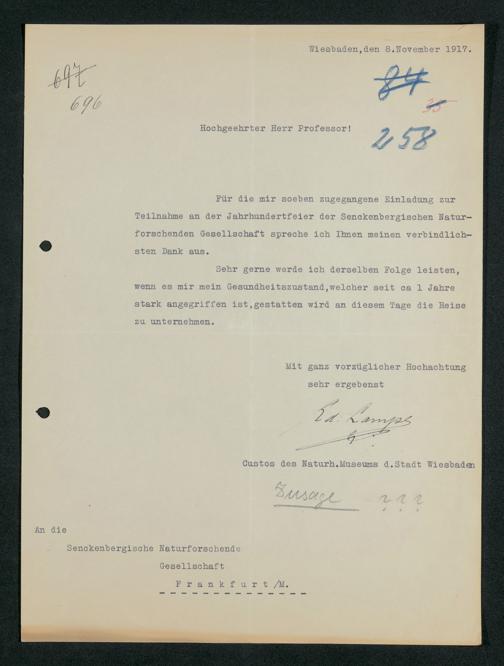 Wiesbaden,den 8.November 1917.
697
696
84
35
258
Hochgeehrter Herr Professor!
Für die mir soeben zugegangene Einladung zur
Teilnahme an der Jahrhundertfeier der Senckenbergischen Natur-
forschenden Gesellschaft spreche ich Ihnen meinen verbindlich-
sten Dank aus.
Sehr gerne werde ich derselben Folge leisten,
wenn es mir mein Gesundheitszustand,welcher seit ca 1 Jahre
stark angegriffen ist,gestatten wird an diesem Tage die Reise
zu unternehmen.
Mit ganz vorzüglicher Hochachtung
sehr ergebenst
Ed. Lampe
Custos des Naturh.Museums d.Stadt Wiesbaden
Zusage ? ? ?
An die
Senckenbergische Naturforschende
Gesellschaft
Frankfurt/M.